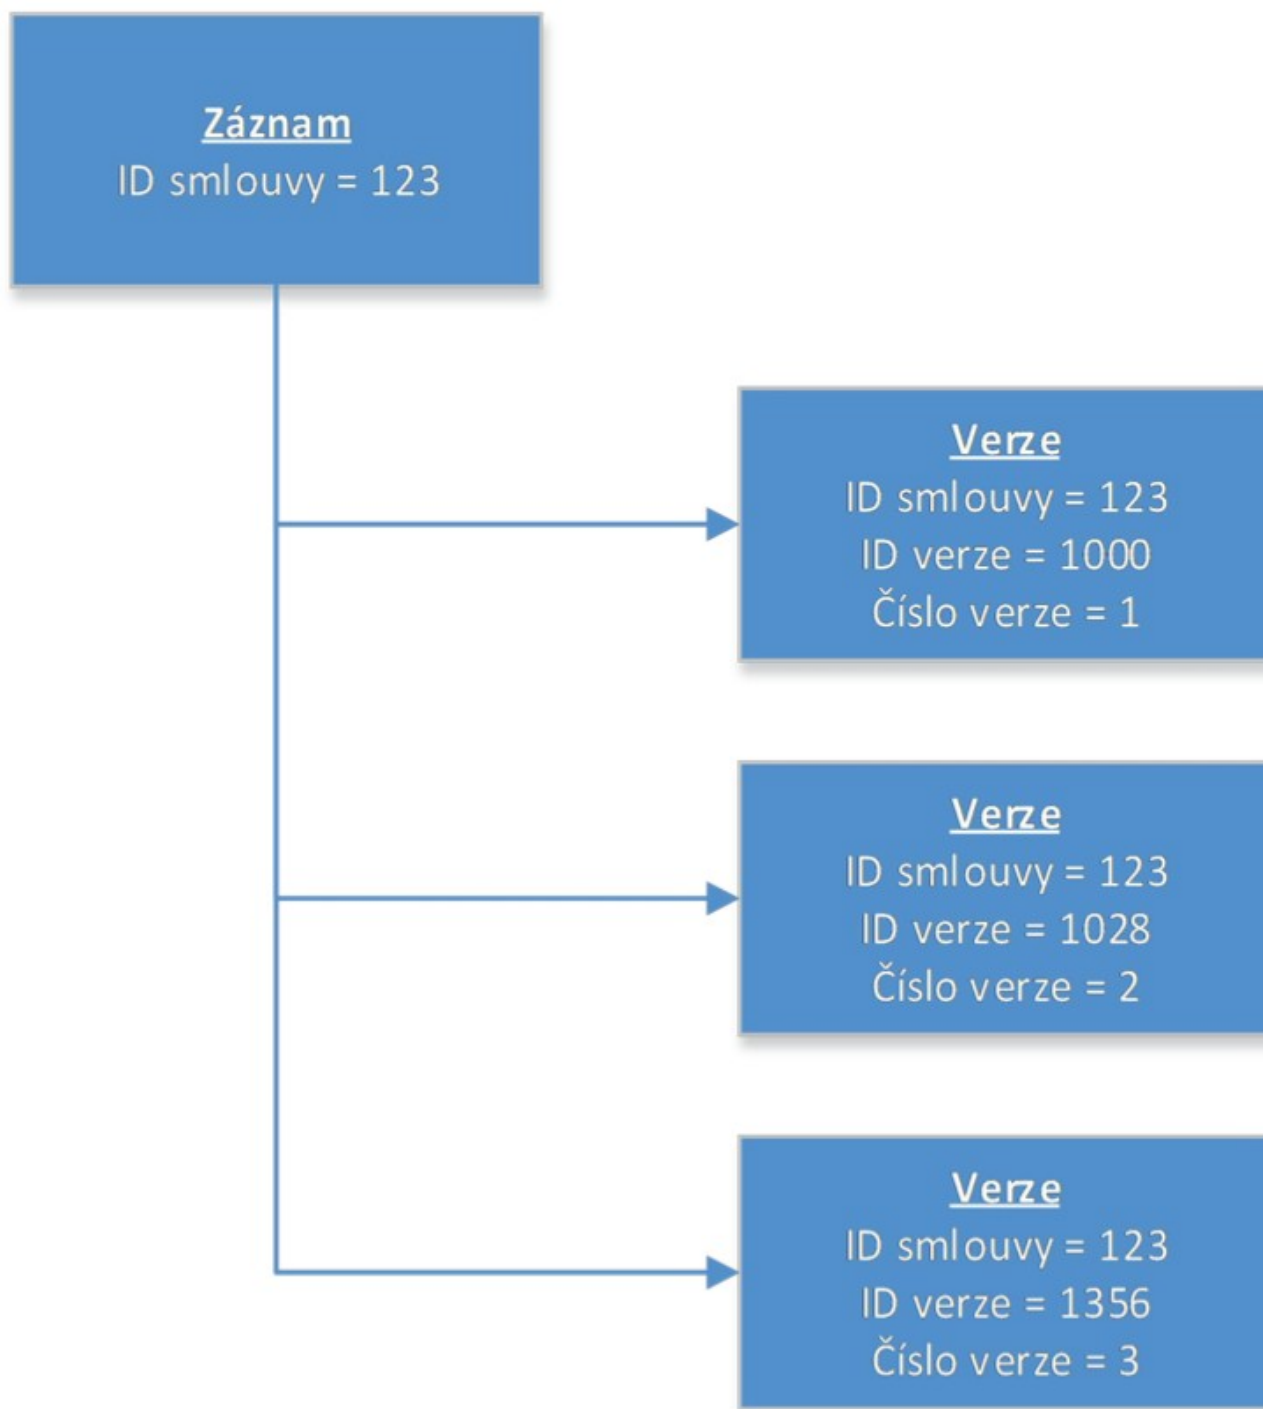 Záznam
ID smlouvy = 123
Verze
ID smlouvy = 123
ID verze = 1000
Číslo verze = 1
Verze
ID smlouvy = 123
ID verze = 1028
Číslo verze = 2
Verze
ID smlouvy = 123
ID verze = 1356
Číslo verze = 3